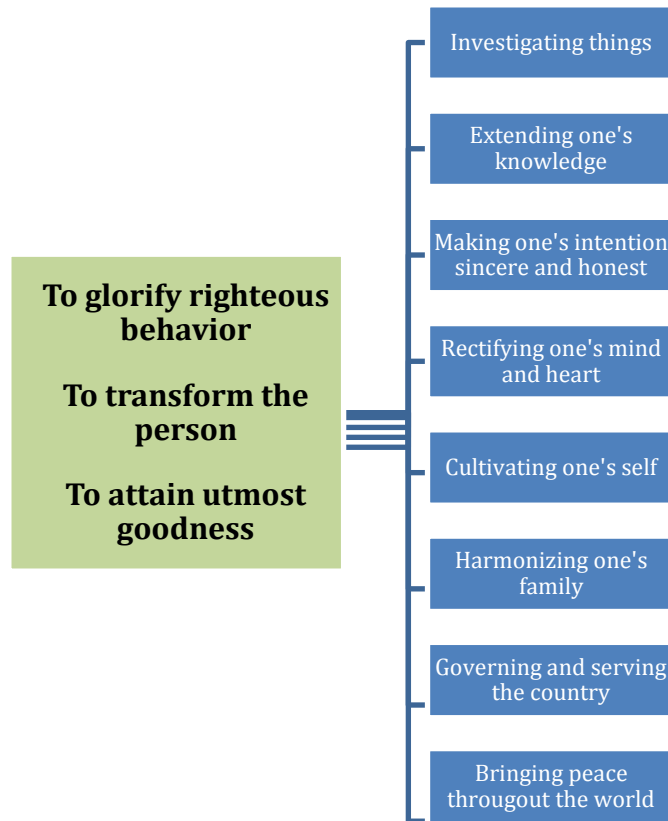 To glorify righteous
behavior
To transform the
person
To attain utmost
goodness
Investigating things
Extending one's
knowledge
Making one's intention
sincere and honest
Rectifying one's mind
and heart
Cultivating one's self
Harmonizing one's
family
Governing and serving
the country
Bringing peace
througout the world